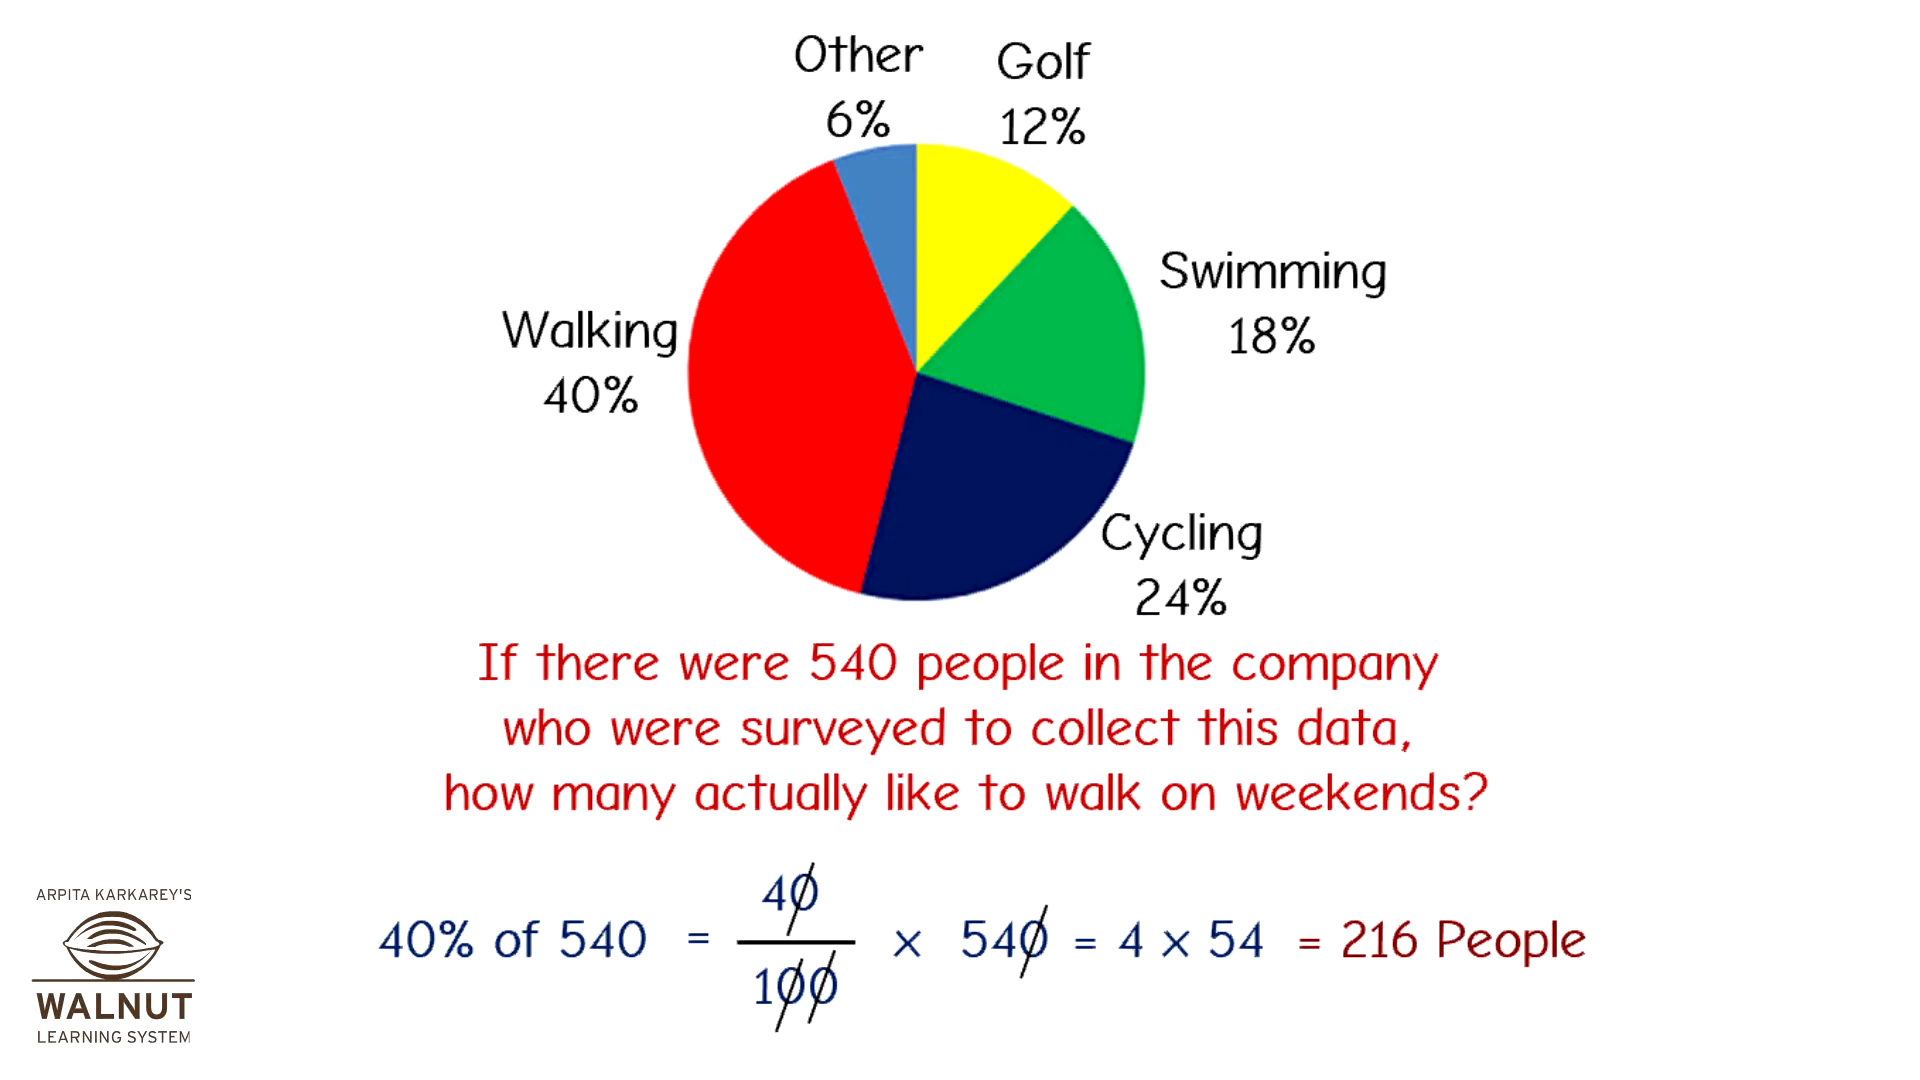 Other
6%
Golf
12%
Swimming
18%
Walking
40%
Cycling
24%
If there were 540 people in the company
who were surveyed to collect this data,
how many actually like to walk on weekends?
40% of 540 = 40/100 × 540 = 4 × 54 = 216 People
ARPITA KARKAREY'S
WALNUT
LEARNING SYSTEM